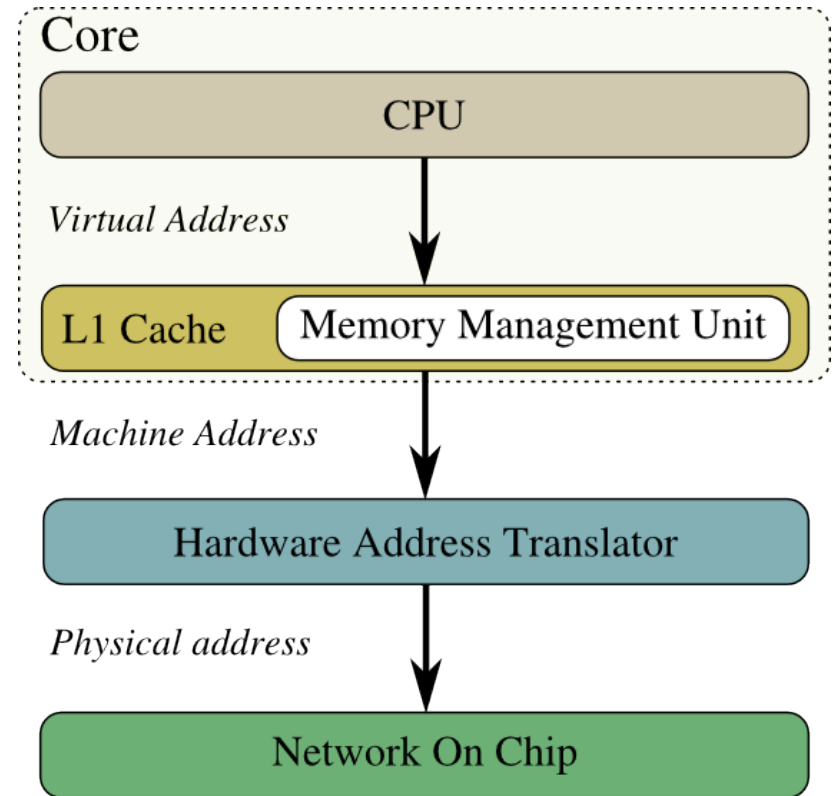 Core
CPU
Virtual Address
L1 Cache
Memory Management Unit
Machine Address
Hardware Address Translator
Physical address
Network On Chip